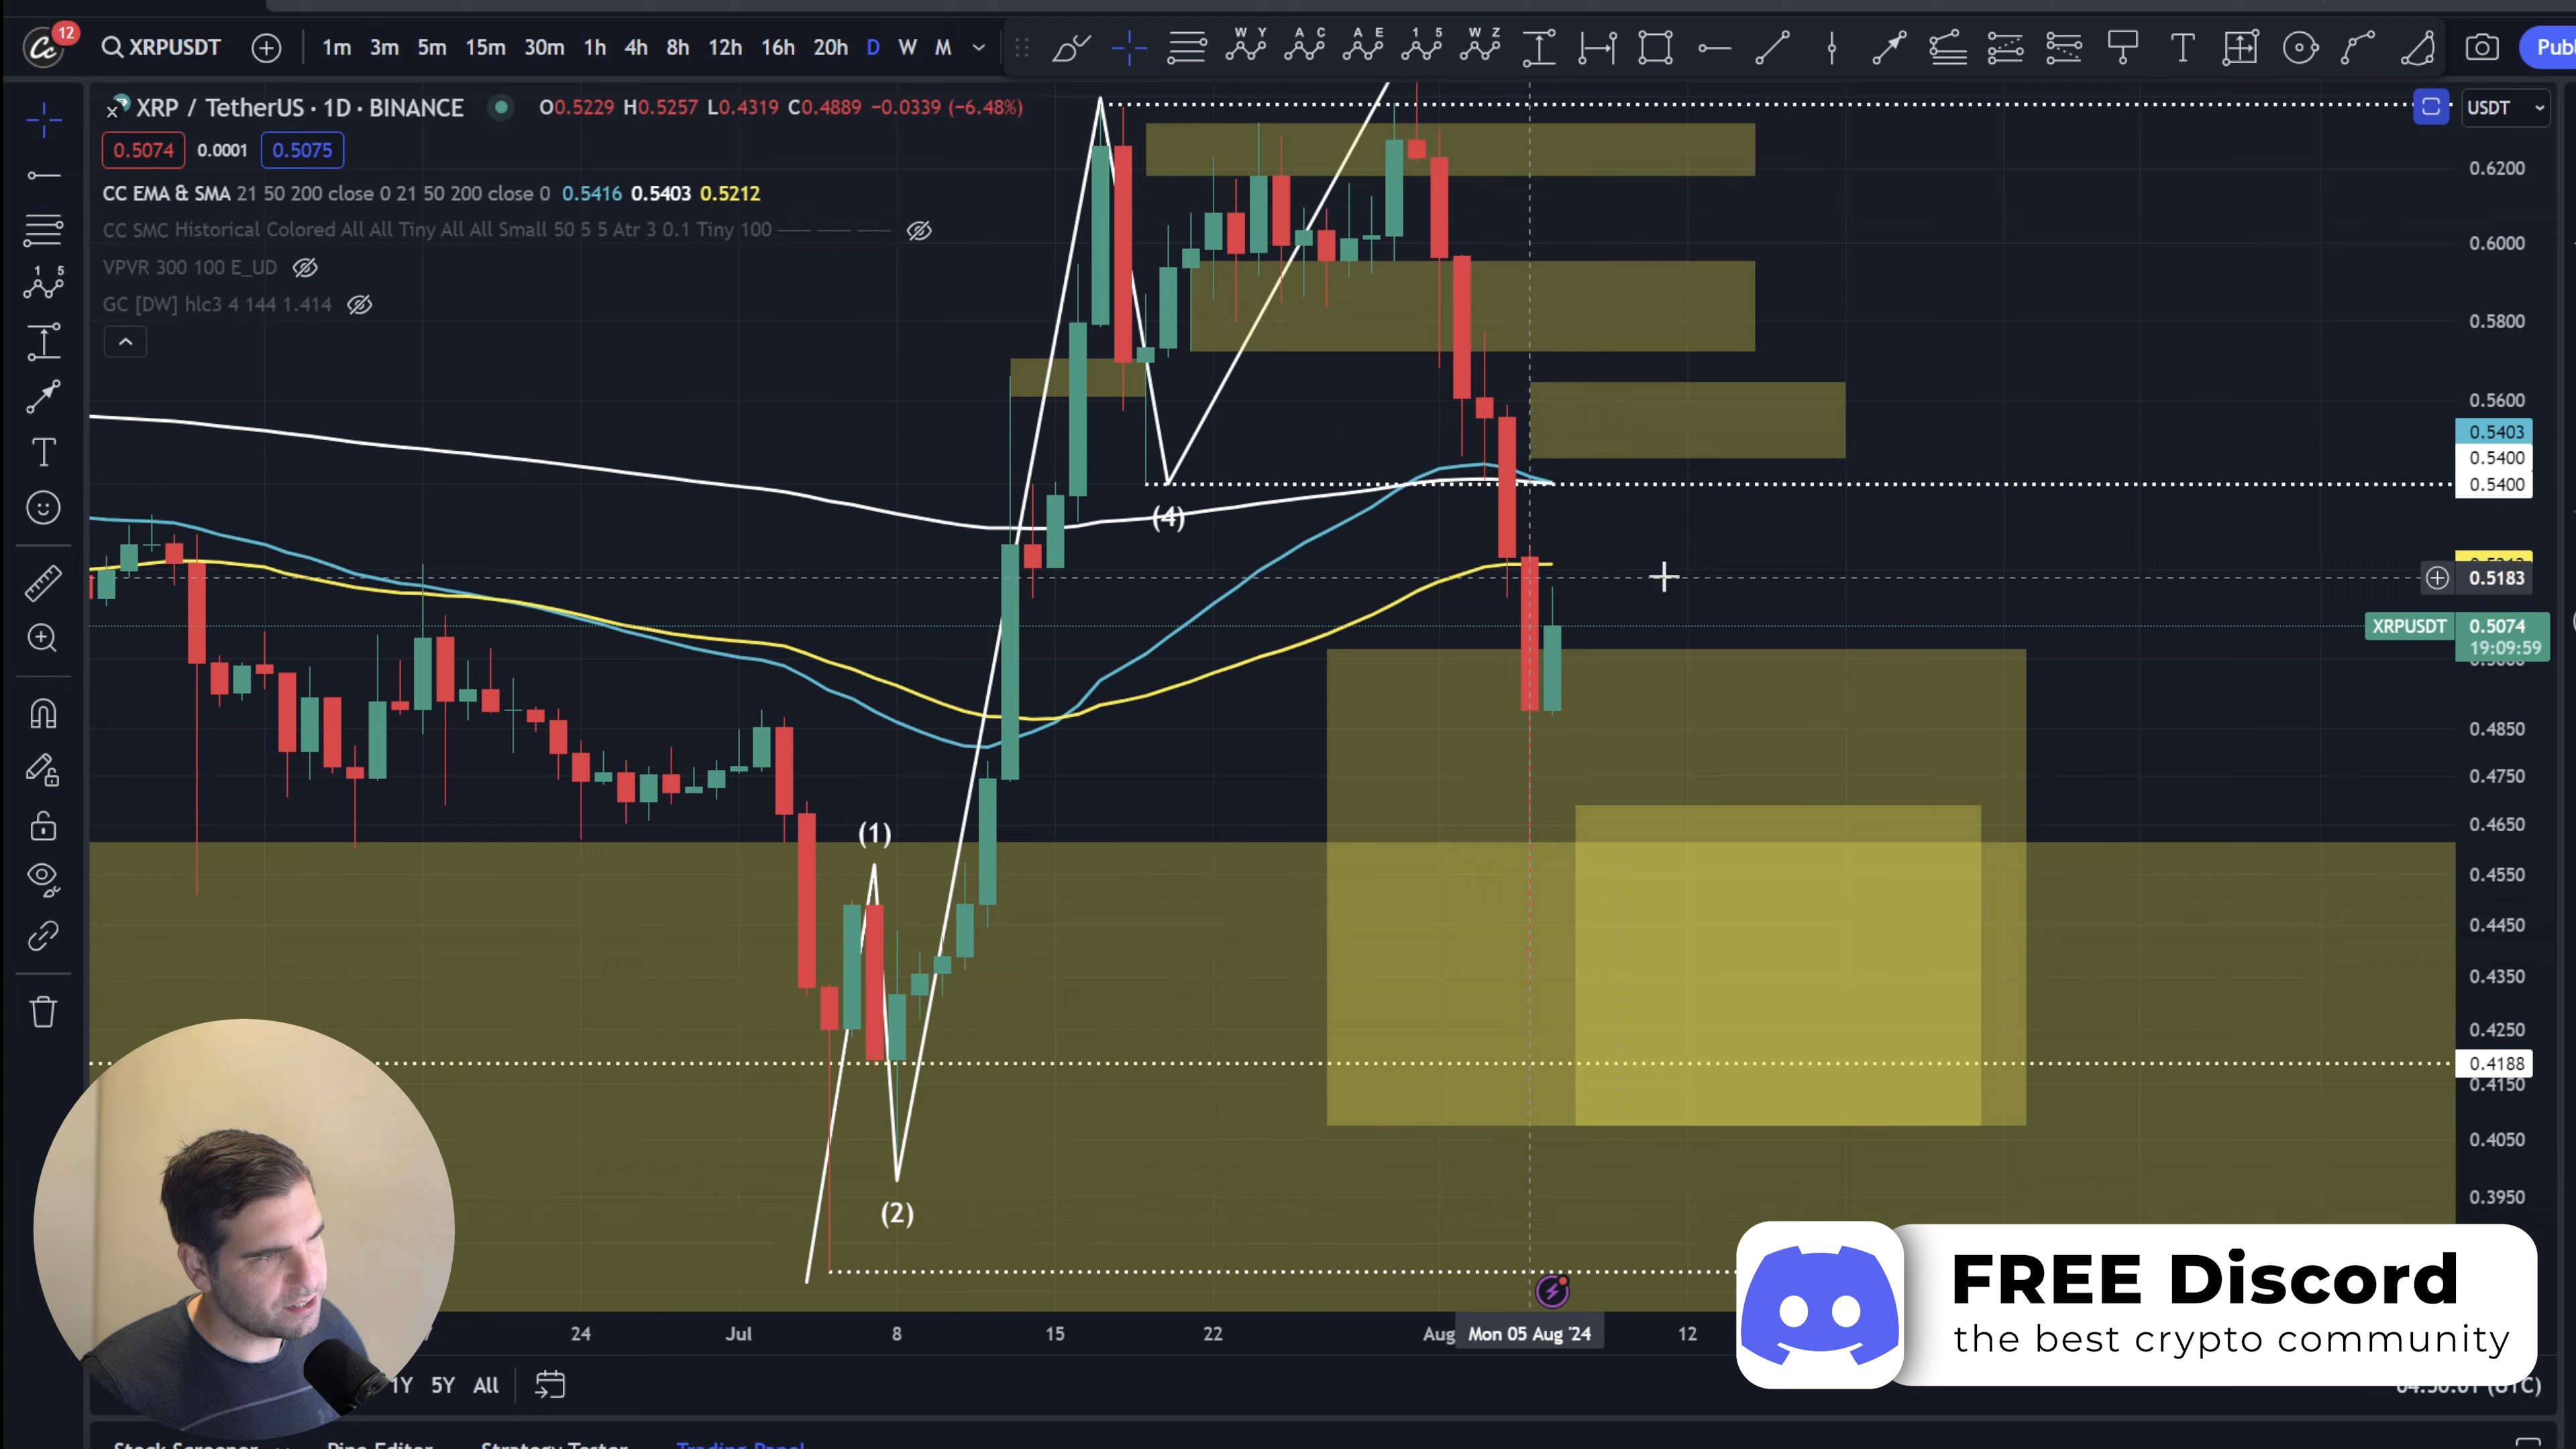 12
XRPUSDT 1m 3m 5m 15m 30m 1h 4h 8h 12h 16h 20h D W M
W Y A C A E 1 5 W Z T
XRP / TetherUS · 1D · BINANCE O0.5229 H0.5257 L0.4319 C0.4889 −0.0339 (−6.48%)
USDT
0.5074 0.0001 0.5075
CC EMA & SMA 21 50 200 close 0 21 50 200 close 0 0.5416 0.5403 0.5212
CC SMC Historical Colored All All Tiny All All Small 50 5 5 Atr 3 0.1 Tiny 100
VPVR 300 100 E_UD
GC [DW] hlc3 4 144 1.414
1 5
T
0.6200
0.6000
0.5800
0.5600
0.5403
0.5400
0.5400
0.5183
XRPUSDT 0.5074
19:09:59
0.4850
0.4750
0.4650
0.4550
0.4450
0.4350
0.4250
0.4188
0.4150
0.4050
0.3950
(4)
(1)
(2)
24 Jul 8 15 22 Aug Mon 05 Aug '24 12
1Y 5Y All
FREE Discord
the best crypto community
Trading Panel